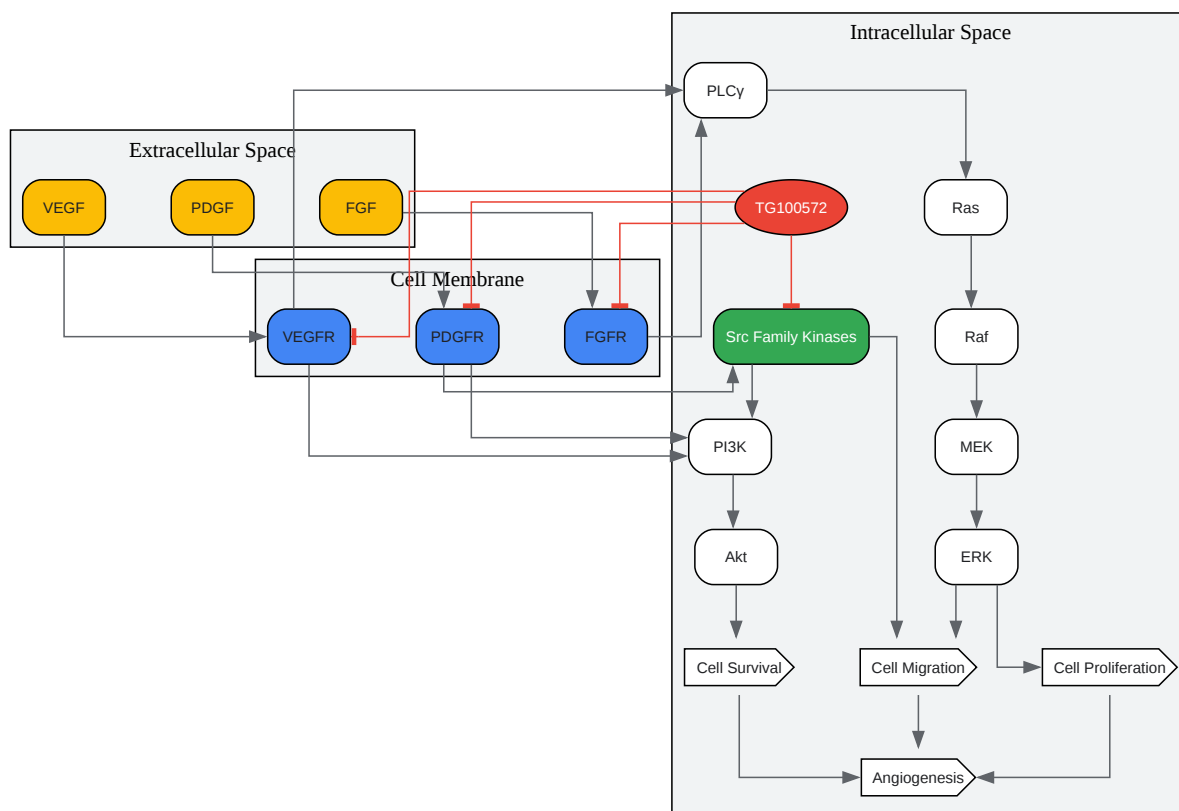 Intracellular Space
PLCγ
Extracellular Space
VEGF
PDGF
FGF
TG100572
Ras
Cell Membrane
VEGFR
PDGFR
FGFR
Src Family Kinases
Raf
PI3K
MEK
Akt
ERK
Cell Survival
Cell Migration
Cell Proliferation
Angiogenesis